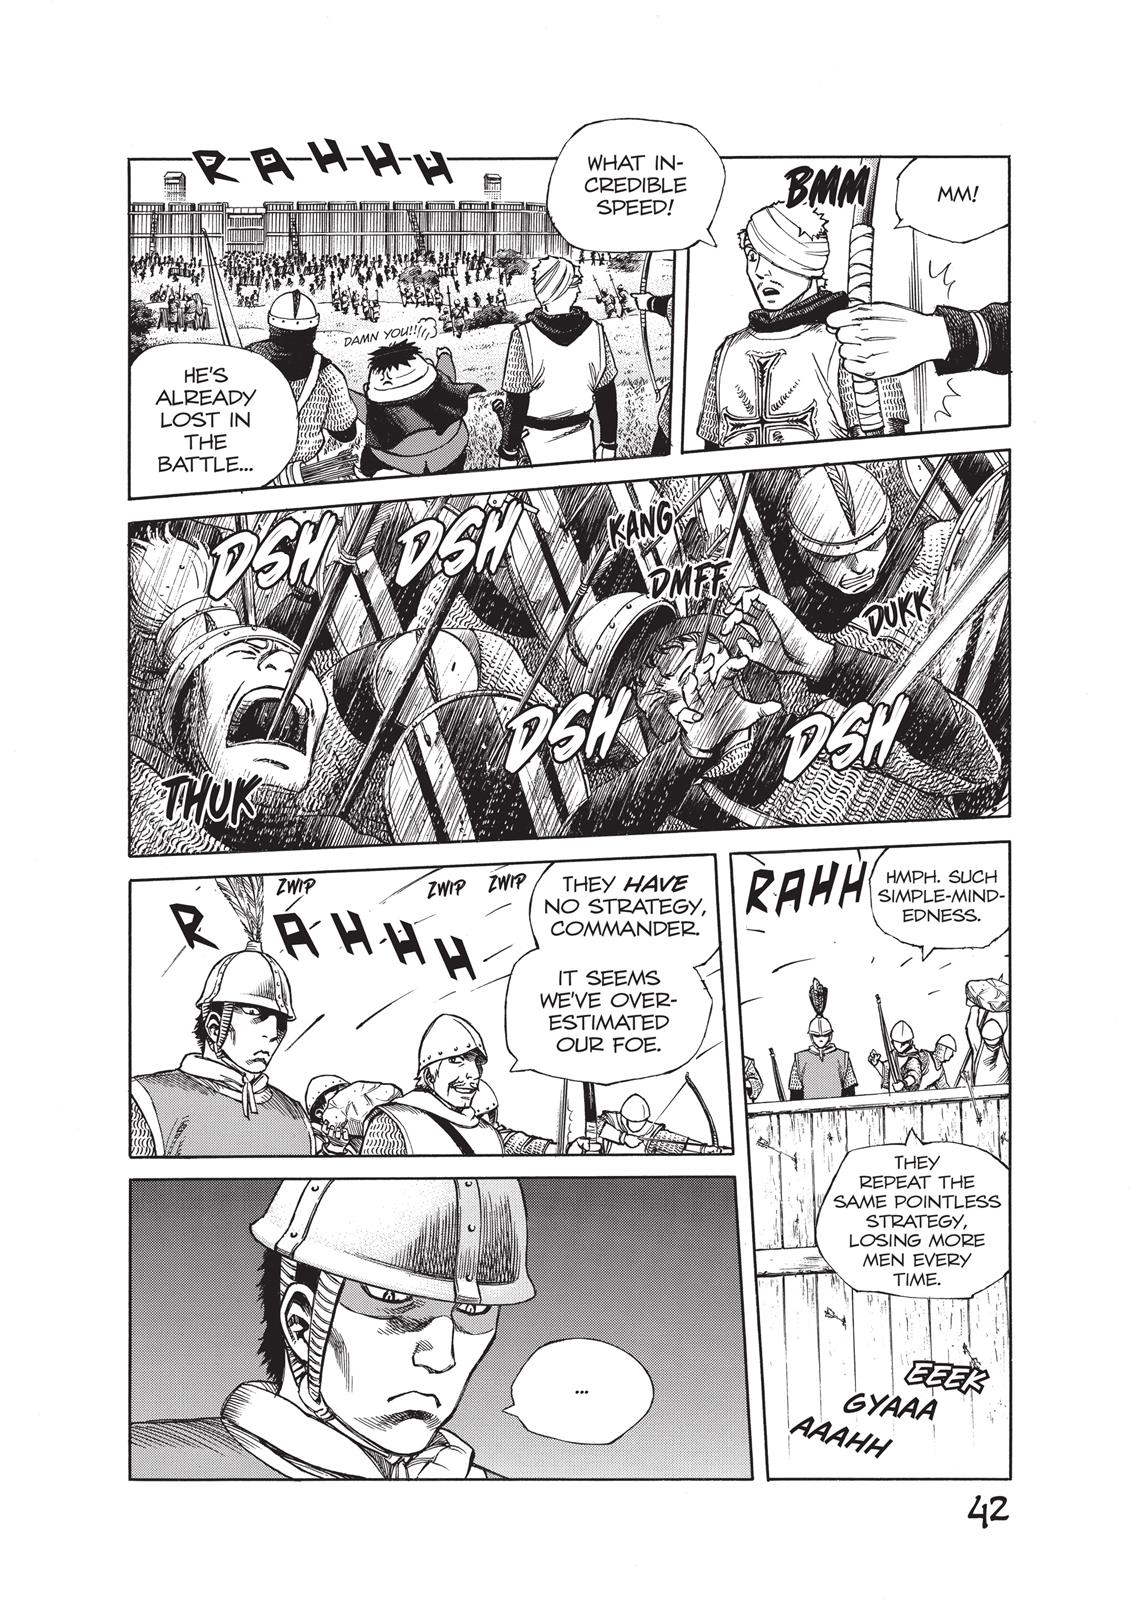 RAHHH
WHAT IN-
CREDIBLE
SPEED!
DAMN YOU!!
HE'S
ALREADY
LOST IN
THE
BATTLE...
BMM
MM!
DSH
DSH
KANG
DMFF
DUKK
DSH
DSH
THUK
RAHHH
ZWIP
ZWIP
ZWIP
THEY HAVE
NO STRATEGY,
COMMANDER.
IT SEEMS
WE'VE OVER-
ESTIMATED
OUR FOE.
RAHH
HMPH. SUCH
SIMPLE-MIND-
EDNESS.
THEY
REPEAT THE
SAME POINTLESS
STRATEGY,
LOSING MORE
MEN EVERY
TIME.
EEEK
GYAAA
AAAHH
...
42